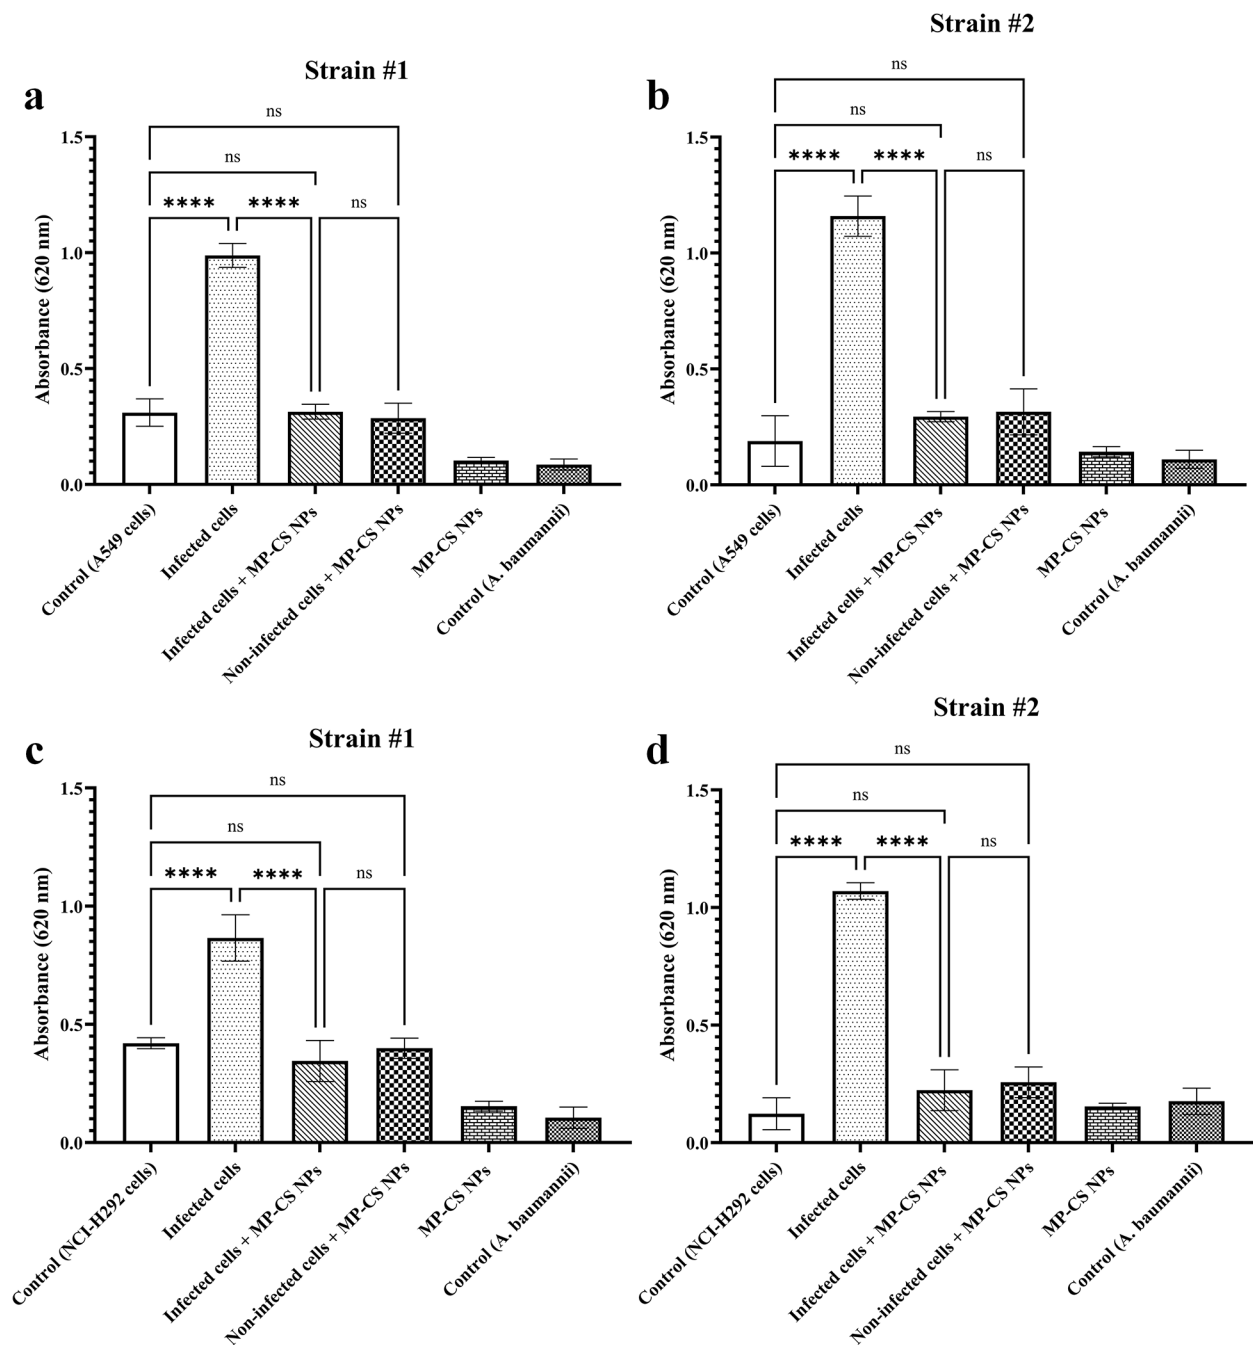 Strain #1
a
ns
ns
**** **** ns
Absorbance (620 nm)
1.5
1.0
0.5
0.0
Control (A549 cells)
Infected cells
Infected cells + MP-CS NPs
Non-infected cells + MP-CS NPs
MP-CS NPs
Control (A. baumannii)
Strain #2
b
ns
ns
**** **** ns
Absorbance (620 nm)
1.5
1.0
0.5
0.0
Control (A549 cells)
Infected cells
Infected cells + MP-CS NPs
Non-infected cells + MP-CS NPs
MP-CS NPs
Control (A. baumannii)
Strain #1
c
ns
ns
**** **** ns
Absorbance (620 nm)
1.5
1.0
0.5
0.0
Control (NCI-H292 cells)
Infected cells
Infected cells + MP-CS NPs
Non-infected cells + MP-CS NPs
MP-CS NPs
Control (A. baumannii)
Strain #2
d
ns
ns
**** **** ns
Absorbance (620 nm)
1.5
1.0
0.5
0.0
Control (NCI-H292 cells)
Infected cells
Infected cells + MP-CS NPs
Non-infected cells + MP-CS NPs
MP-CS NPs
Control (A. baumannii)